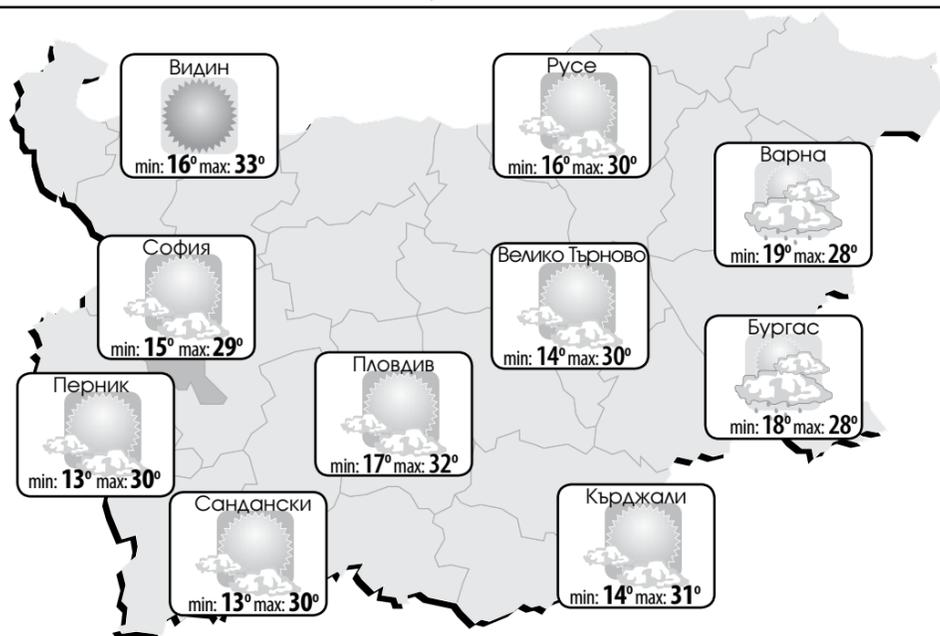 Видин
min: 16° max: 33°
Русе
min: 16° max: 30°
Варна
min: 19° max: 28°
София
min: 15° max: 29°
Велико Търново
min: 14° max: 30°
Бургас
min: 18° max: 28°
Пловдив
min: 17° max: 32°
Перник
min: 13° max: 30°
Сандански
min: 13° max: 30°
Кърджали
min: 14° max: 31°